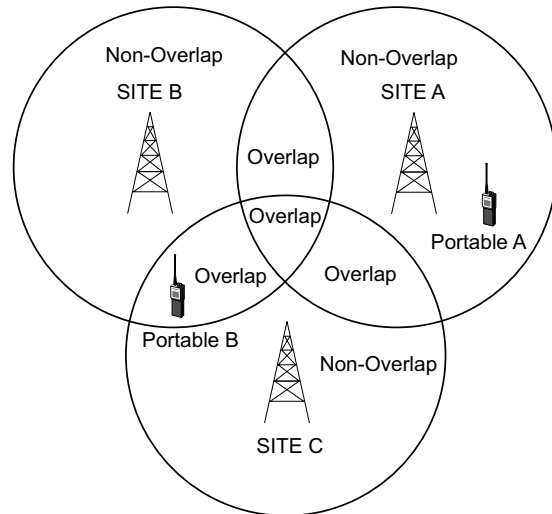 Non-Overlap
SITE B
Non-Overlap
SITE A
Overlap
Overlap
Portable A
Overlap
Overlap
Portable B
Non-Overlap
SITE C